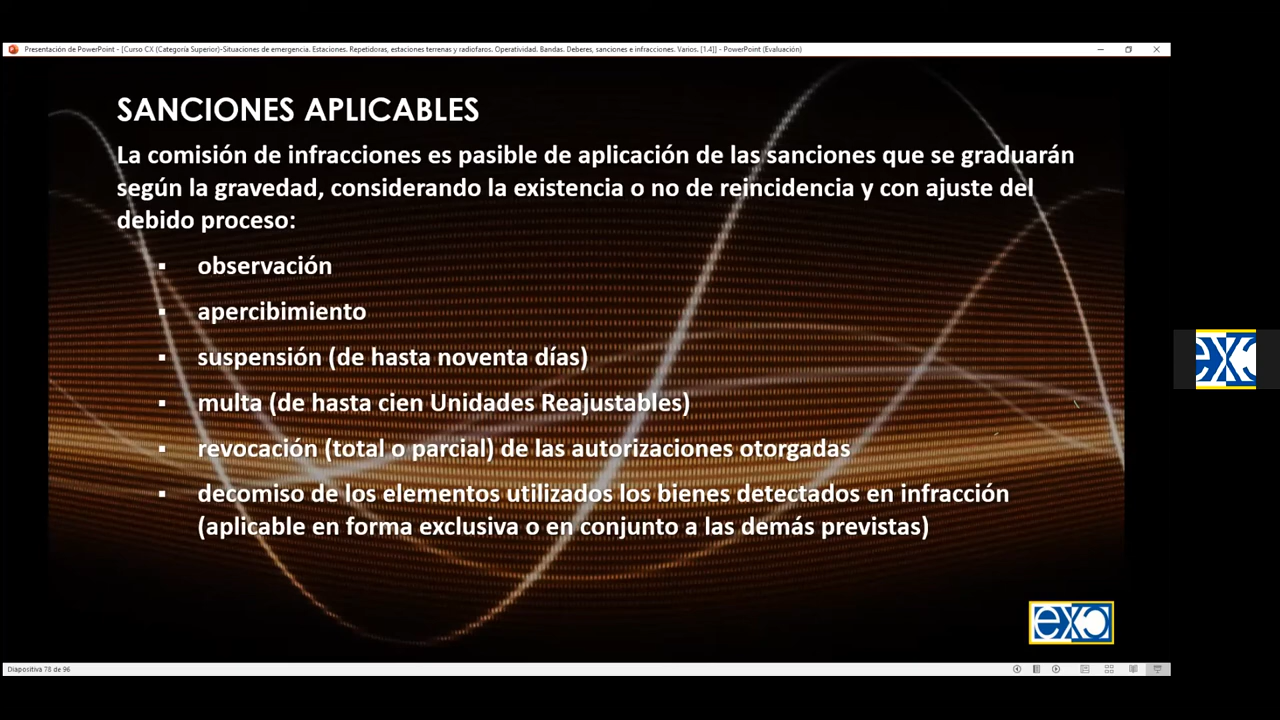 Presentación de PowerPoint - [Curso CX (Categoría Superior)-Situaciones de emergencia. Estaciones. Repetidoras, estaciones terrenas y radiofaros. Operatividad. Bandas. Deberes, sanciones e infracciones. Varios. [1.4]] - PowerPoint (Evaluación)
SANCIONES APLICABLES
La comisión de infracciones es pasible de aplicación de las sanciones que se graduarán
según la gravedad, considerando la existencia o no de reincidencia y con ajuste del
debido proceso:
▪ observación
▪ apercibimiento
▪ suspensión (de hasta noventa días)
▪ multa (de hasta cien Unidades Reajustables)
▪ revocación (total o parcial) de las autorizaciones otorgadas
▪ decomiso de los elementos utilizados los bienes detectados en infracción
(aplicable en forma exclusiva o en conjunto a las demás previstas)
Diapositiva 78 de 96